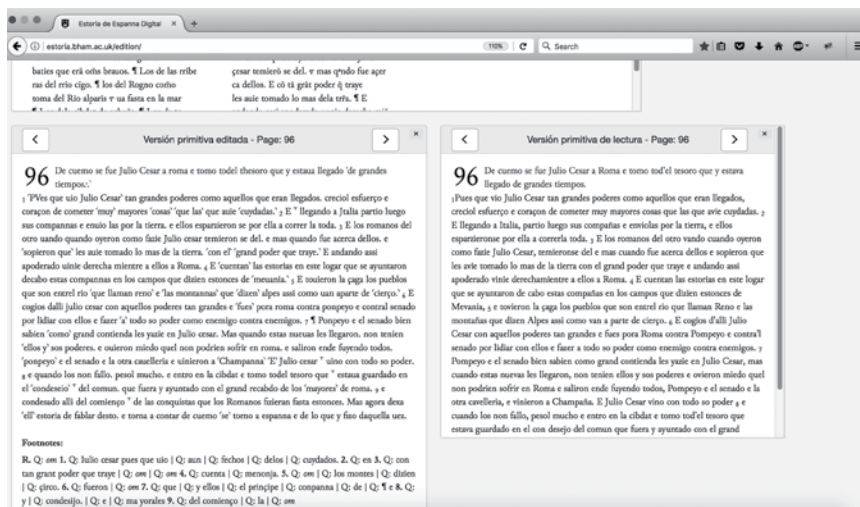 Estoria de Espanna Digital
estoria.bham.ac.uk/edition/
110%
Search
baties que erã oñs brauos. ¶ Los de las rribe
ras del rrio cigo. ¶ los del Rogno coño
toma del Rio alparis τ ua fasta en la mar
çesar temieró se del. τ mas qndo fue açer
ca dellos. E cõ tã grãt poder q̃ traye
les auie tomado lo mas dela trr̃a. ¶ E
Versión primitiva editada - Page: 96
96 De cuemo se fue Julio Cesar a roma e tomo todel thesoro que y estaua llegado 'de grandes
tiempos.'
1 'PVes que uio Julio Cesar' tan grandes poderes como aquellos que eran llegados. creciol esfuerço e
coraçon de cometer 'muy' mayores 'cosas' 'que las' que auie 'cuydadas.' 2 E ˅ llegando a Jtalia partio luego
sus companas e enuio las por la tierra. e ellos esparzieron se por ella a correr la toda. 3 E los romanos del
otro uando quando oyeron como fazie Julio cesar temieron se del. e mas quando fue acerca dellos. e
'sopieron que' les auie tomado lo mas de la tierra. 'con el' 'grand poder que traye.' E andando assi
apoderado uinie derecha mientre a ellos a Roma. 4 E 'cuentan' las estorias en este logar que se ayuntaron
decabo estas compannas en los campos que dizien estonces de 'meuania.' 5 E touieron la çaga los pueblos
que son entrel rio 'que llaman reno' e 'las montannas' que 'dizen' alpes assi como uan aparte de 'cierço.' 6 E
cogios dalli julio cesar con aquellos poderes tan grandes e 'fues' pora roma contra ponpeyo e contral senado
por lidiar con ellos e fazer 'a' todo so poder como enemigo contra enemigos. 7 ¶ Ponpeyo e el senado bien
sabien 'como' grand contienda les yazie en Julio cesar. Mas quando estas nueuas les llegaron. non tenien
'ellos y' sos poderes. e ouieron miedo quel non podrien sofrir en roma. e saliron ende fuyendo todos.
'ponpeyo' e el senado e la otra caualleria e uinieron a 'Champanna' 'E' Julio cesar ˅ uino con todo so poder.
8 e quando los non fallo. pesol mucho. e entro en la cibdat e tomo todel tesoro que ˅ estaua guardado en
el 'condeseio' ˅ del comun. que fuera y ayuntado con el grand recabdo de los 'mayores' de roma. 9 e
condesado alli del comienço ˅ de las conquistas que los Romanos fizieran fasta estonces. Mas agora dexa
'ell' estoria de fablar desto. e torna a contar de cuemo 'se' torno a espanna e de lo que y fizo daquella uez.
Footnotes:
R. Q: om 1. Q: Iulio cesar pues que uio | Q: aun | Q: fechos | Q: delos | Q: cuydados. 2. Q: en 3. Q: con
tan grant poder que traye | Q: om | Q: om 4. Q: cuenta | Q: menonja. 5. Q: om | Q: los montes | Q: dizien
| Q: çirco. 6. Q: fueron | Q: om 7. Q: que | Q: y ellos | Q: el prinçipe | Q: conpanna | Q: de | Q: ¶ e 8. Q:
y | Q: condesijo. | Q: e | Q: ma yorales 9. Q: del comienço | Q: la | Q: om
Versión primitiva de lectura - Page: 96
96 De cuemo se fue Julio Cesar a Roma e tomo tod'el tesoro que y estava
llegado de grandes tiempos.
1Pues que vio Julio Cesar tan grandes poderes como aquellos que eran llegados,
creciol esfuerço e coraçon de cometer muy mayores cosas que las que avie cuydadas. 2
E llegando a Italia, partio luego sus compañas e enviolas por la tierra, e ellos
esparzieronse por ella a correrla toda. 3 E los romanos del otro vando quando oyeron
como fazie Julio Cesar, temieronse del e mas quando fue acerca dellos e sopieron que
les avie tomado lo mas de la tierra con el grand poder que traye e andando assi
apoderado vinie derechamientre a ellos a Roma. 4 E cuentan las estorias en este logar
que se ayuntaron de cabo estas compañas en los campos que dizien estonces de
Mevania, 5 e tovieron la çaga los pueblos que son entrel rio que llaman Reno e las
montañas que dizen Alpes assi como van a parte de cierço. 6 E cogios d'alli Julio
Cesar con aquellos poderes tan grandes e fues pora Roma contra Pompeyo e contra'l
senado por lidiar con ellos e fazer a todo so poder como enemigo contra enemigos. 7
Pompeyo e el senado bien sabien como grand contienda les yazie en Julio Cesar, mas
cuando estas nuevas les llegaron, non tenien ellos y sos poderes e ovieron miedo quel
non podrien sofrir en Roma e saliron ende fuyendo todos, Pompeyo e el senado e la
otra cavelleria, e vinieron a Champaña. E Julio Cesar vino con todo so poder 8 e
cuando los non fallo, pesol mucho e entro en la cibdat e tomo tod'el tesoro que
estava guardado en el con desejo del comun que fuera y ayuntado con el grand